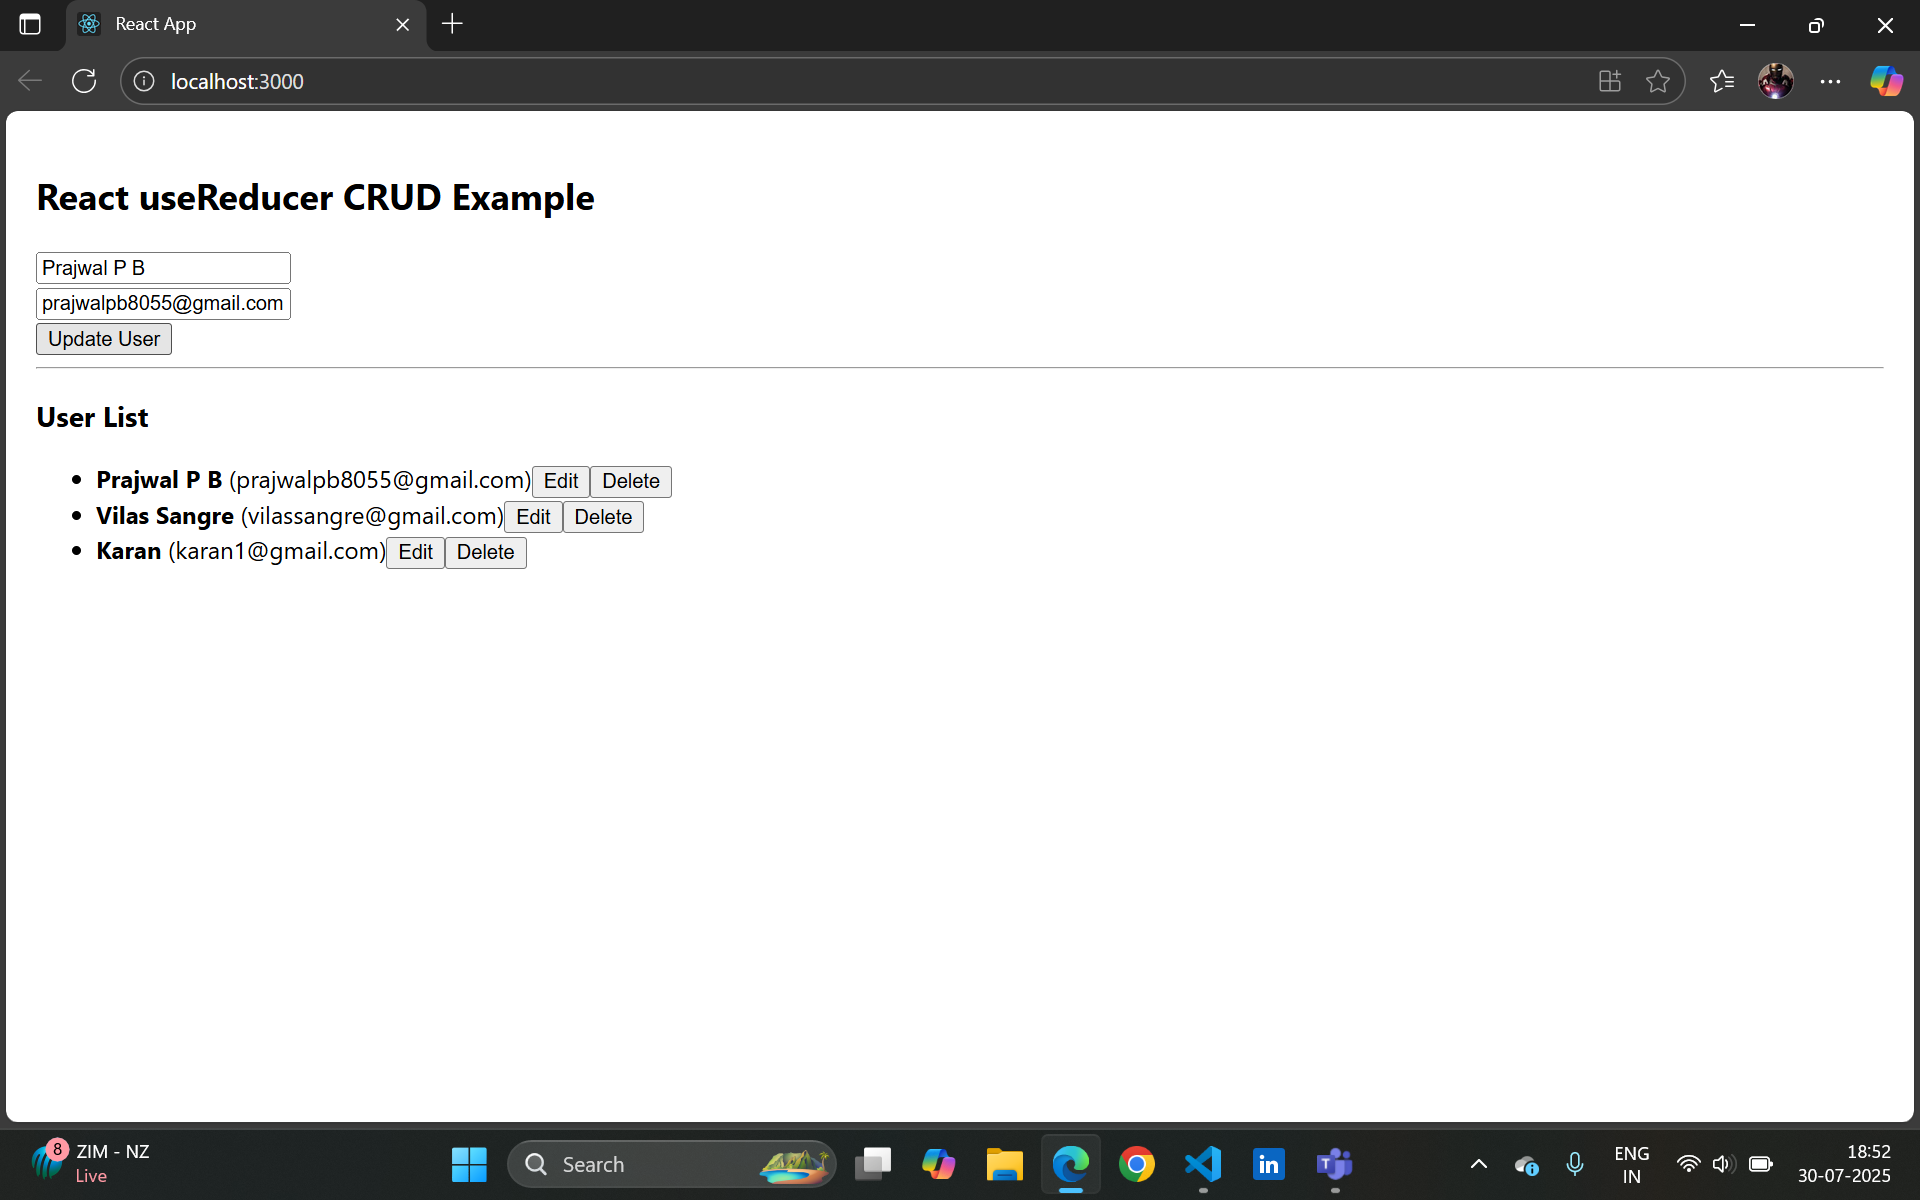 React App
localhost:3000
React useReducer CRUD Example
Prajwal P B
prajwalpb8055@gmail.com
Update User
User List
Prajwal P B (prajwalpb8055@gmail.com) Edit Delete
Vilas Sangre (vilassangre@gmail.com) Edit Delete
Karan (karan1@gmail.com) Edit Delete
8 ZIM - NZ
Live
Search
in
T
ENG
IN
18:52
30-07-2025